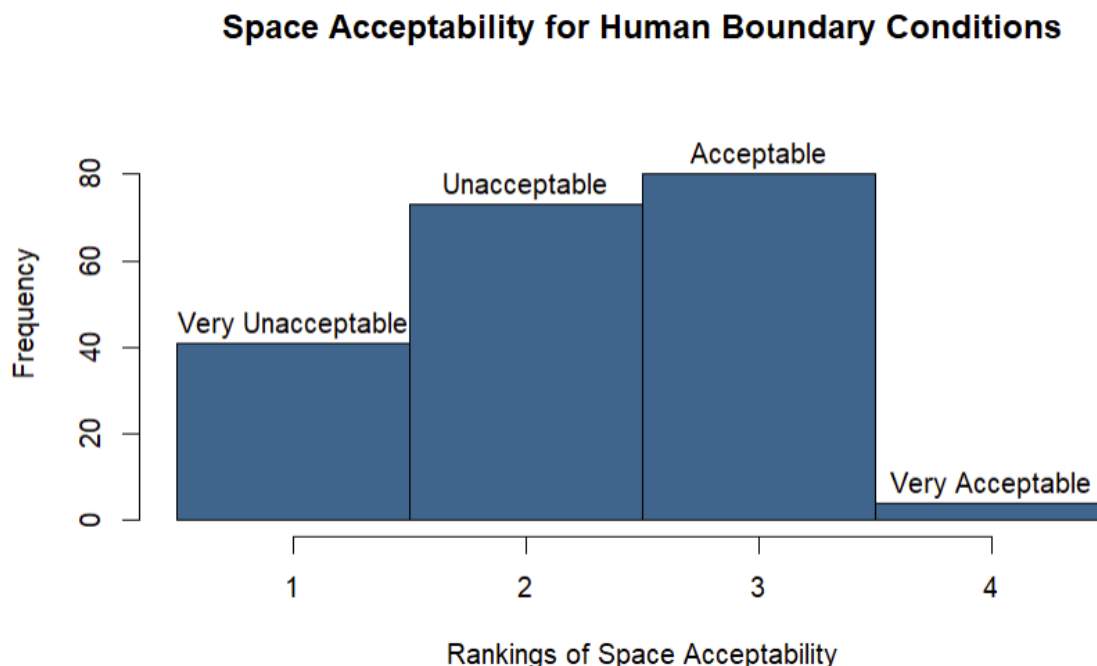 Space Acceptability for Human Boundary Conditions
Acceptable
Unacceptable
Very Unacceptable
Very Acceptable
Frequency
80
60
40
20
0
1 2 3 4
Rankings of Space Acceptability